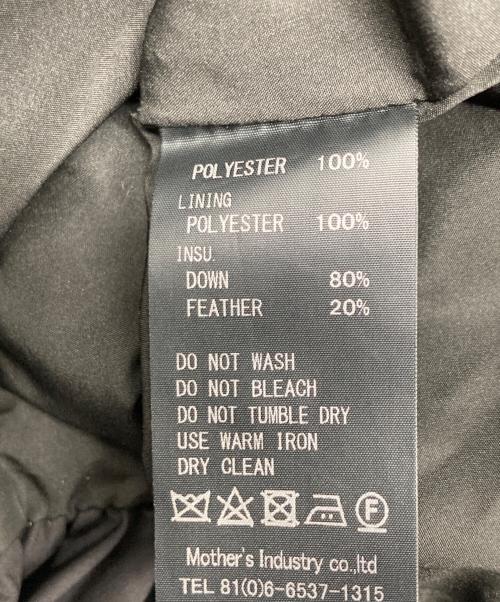 POLYESTER 100%
LINING
POLYESTER 100%
INSU.
DOWN 80%
FEATHER 20%
DO NOT WASH
DO NOT BLEACH
DO NOT TUMBLE DRY
USE WARM IRON
DRY CLEAN
F
Mother's Industry co.,ltd
TEL 81(0)6-6537-1315